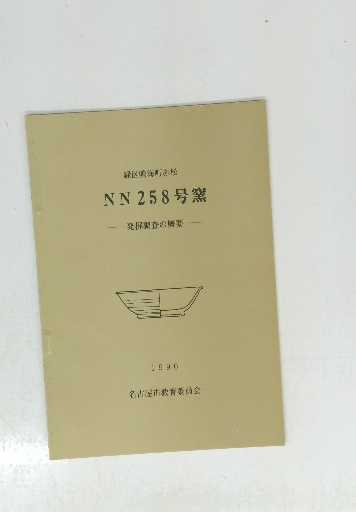 緑区鳴海町赤松
NN258号窯
― 発掘調査の概要 ―
1990
名古屋市教育委員会